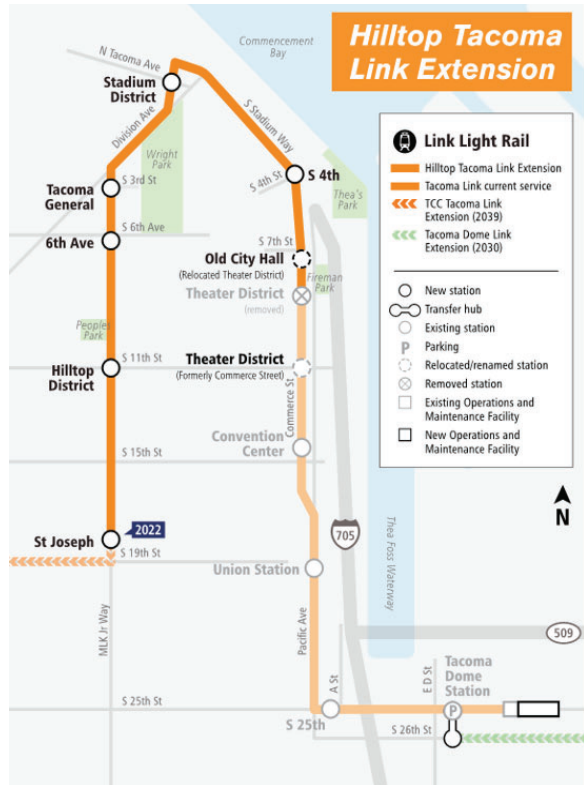 Hilltop Tacoma
Link Extension
Commencement
Bay
N Tacoma Ave
Stadium
District
Division Ave
S Stadium Way
Wright
Park
S 4th St
S 4th
Thea's
Park
Tacoma
General
S 3rd St
6th Ave
S 6th Ave
S 7th St
Old City Hall
(Relocated Theater District)
Fireman
Park
Theater District
(removed)
Peoples
Park
Hilltop
District
S 11th St
Theater District
(Formerly Commerce Street)
Commerce St
Convention
Center
S 15th St
St Joseph
2022
S 19th St
Union Station
705
Thea Foss Waterway
MLK Jr Way
Pacific Ave
509
A St
E D St
Tacoma
Dome
Station
P
S 25th St
S 25th
S 26th St
Link Light Rail
Hilltop Tacoma Link Extension
Tacoma Link current service
TCC Tacoma Link
Extension (2039)
Tacoma Dome Link
Extension (2030)
New station
Transfer hub
Existing station
P
Parking
Relocated/renamed station
Removed station
Existing Operations and
Maintenance Facility
New Operations and
Maintenance Facility
N